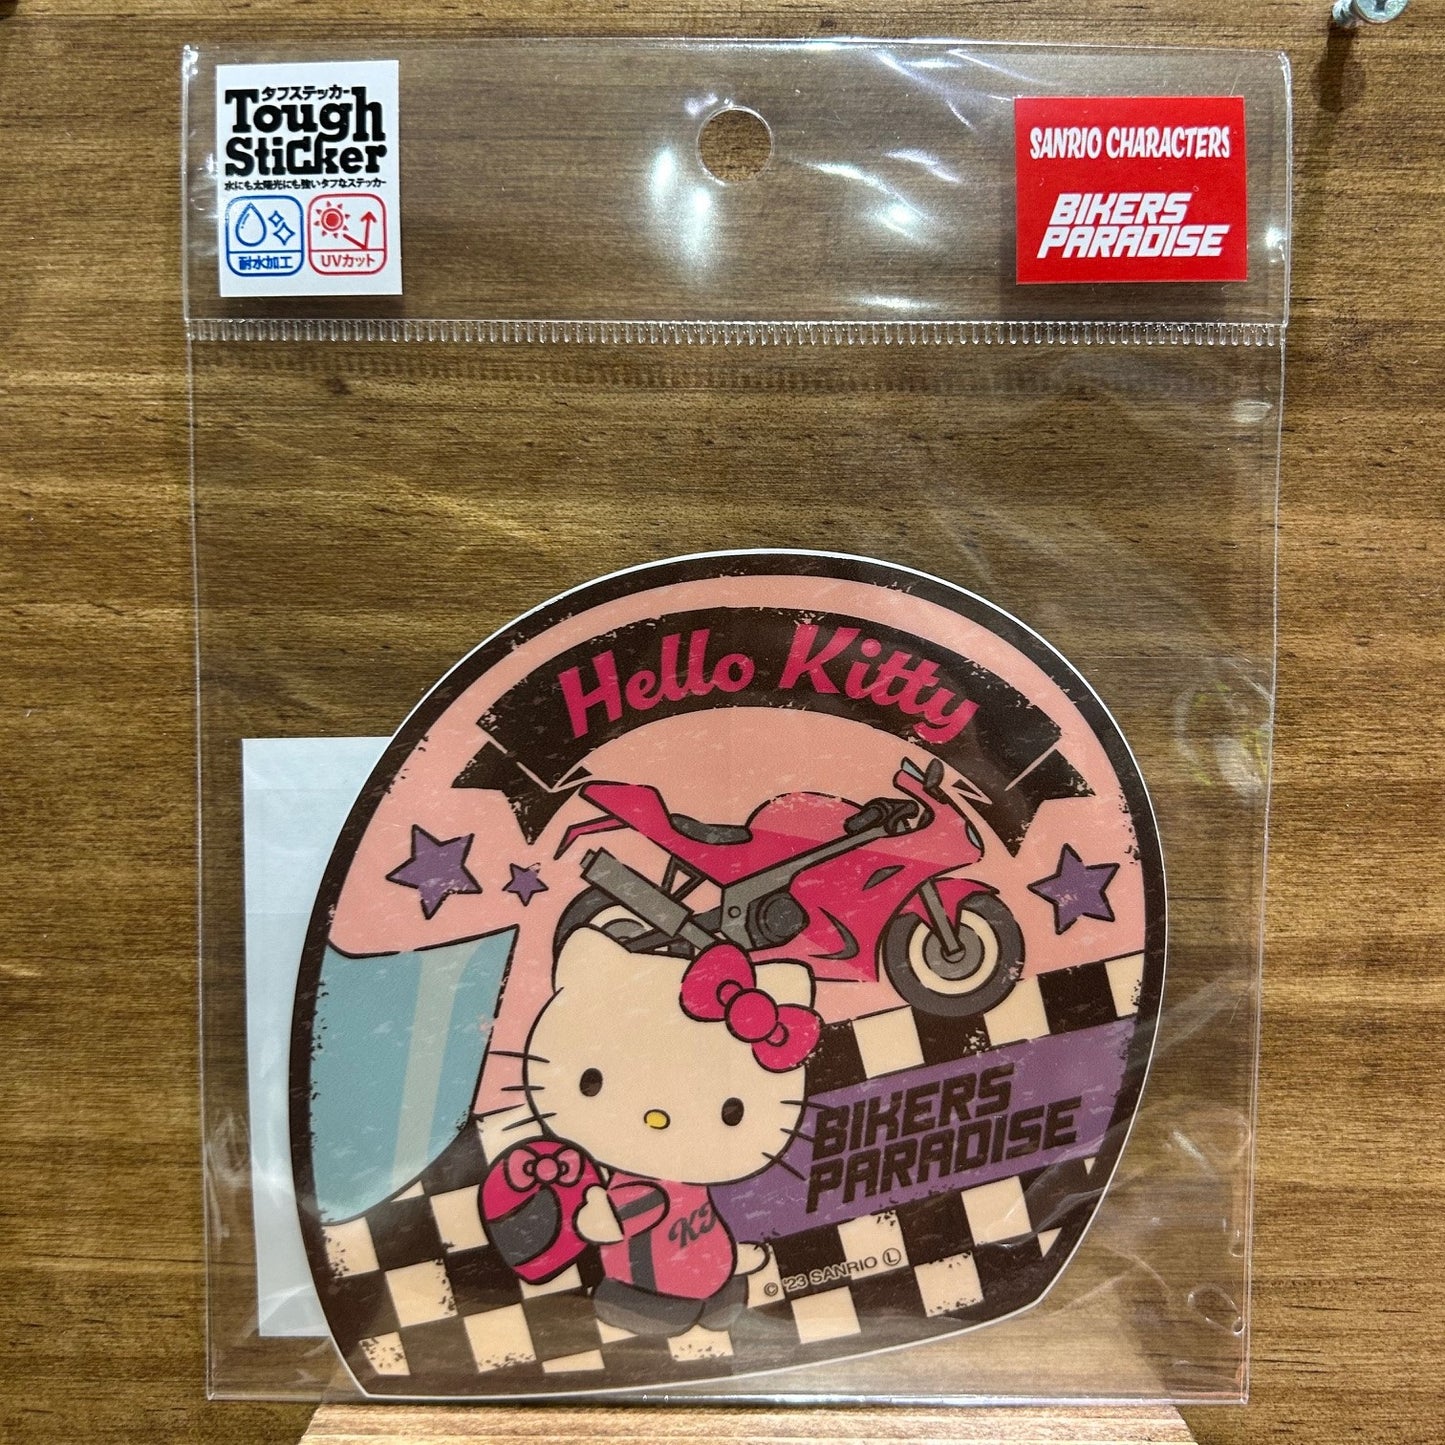 タフステッカー
Tough
Sticker
水にも太陽光にも強いタフなステッカー
耐水加工
UVカット
SANRIO CHARACTERS
BIKERS
PARADISE
Hello Kitty
BIKERS
PARADISE
© '23 SANRIO Ⓛ